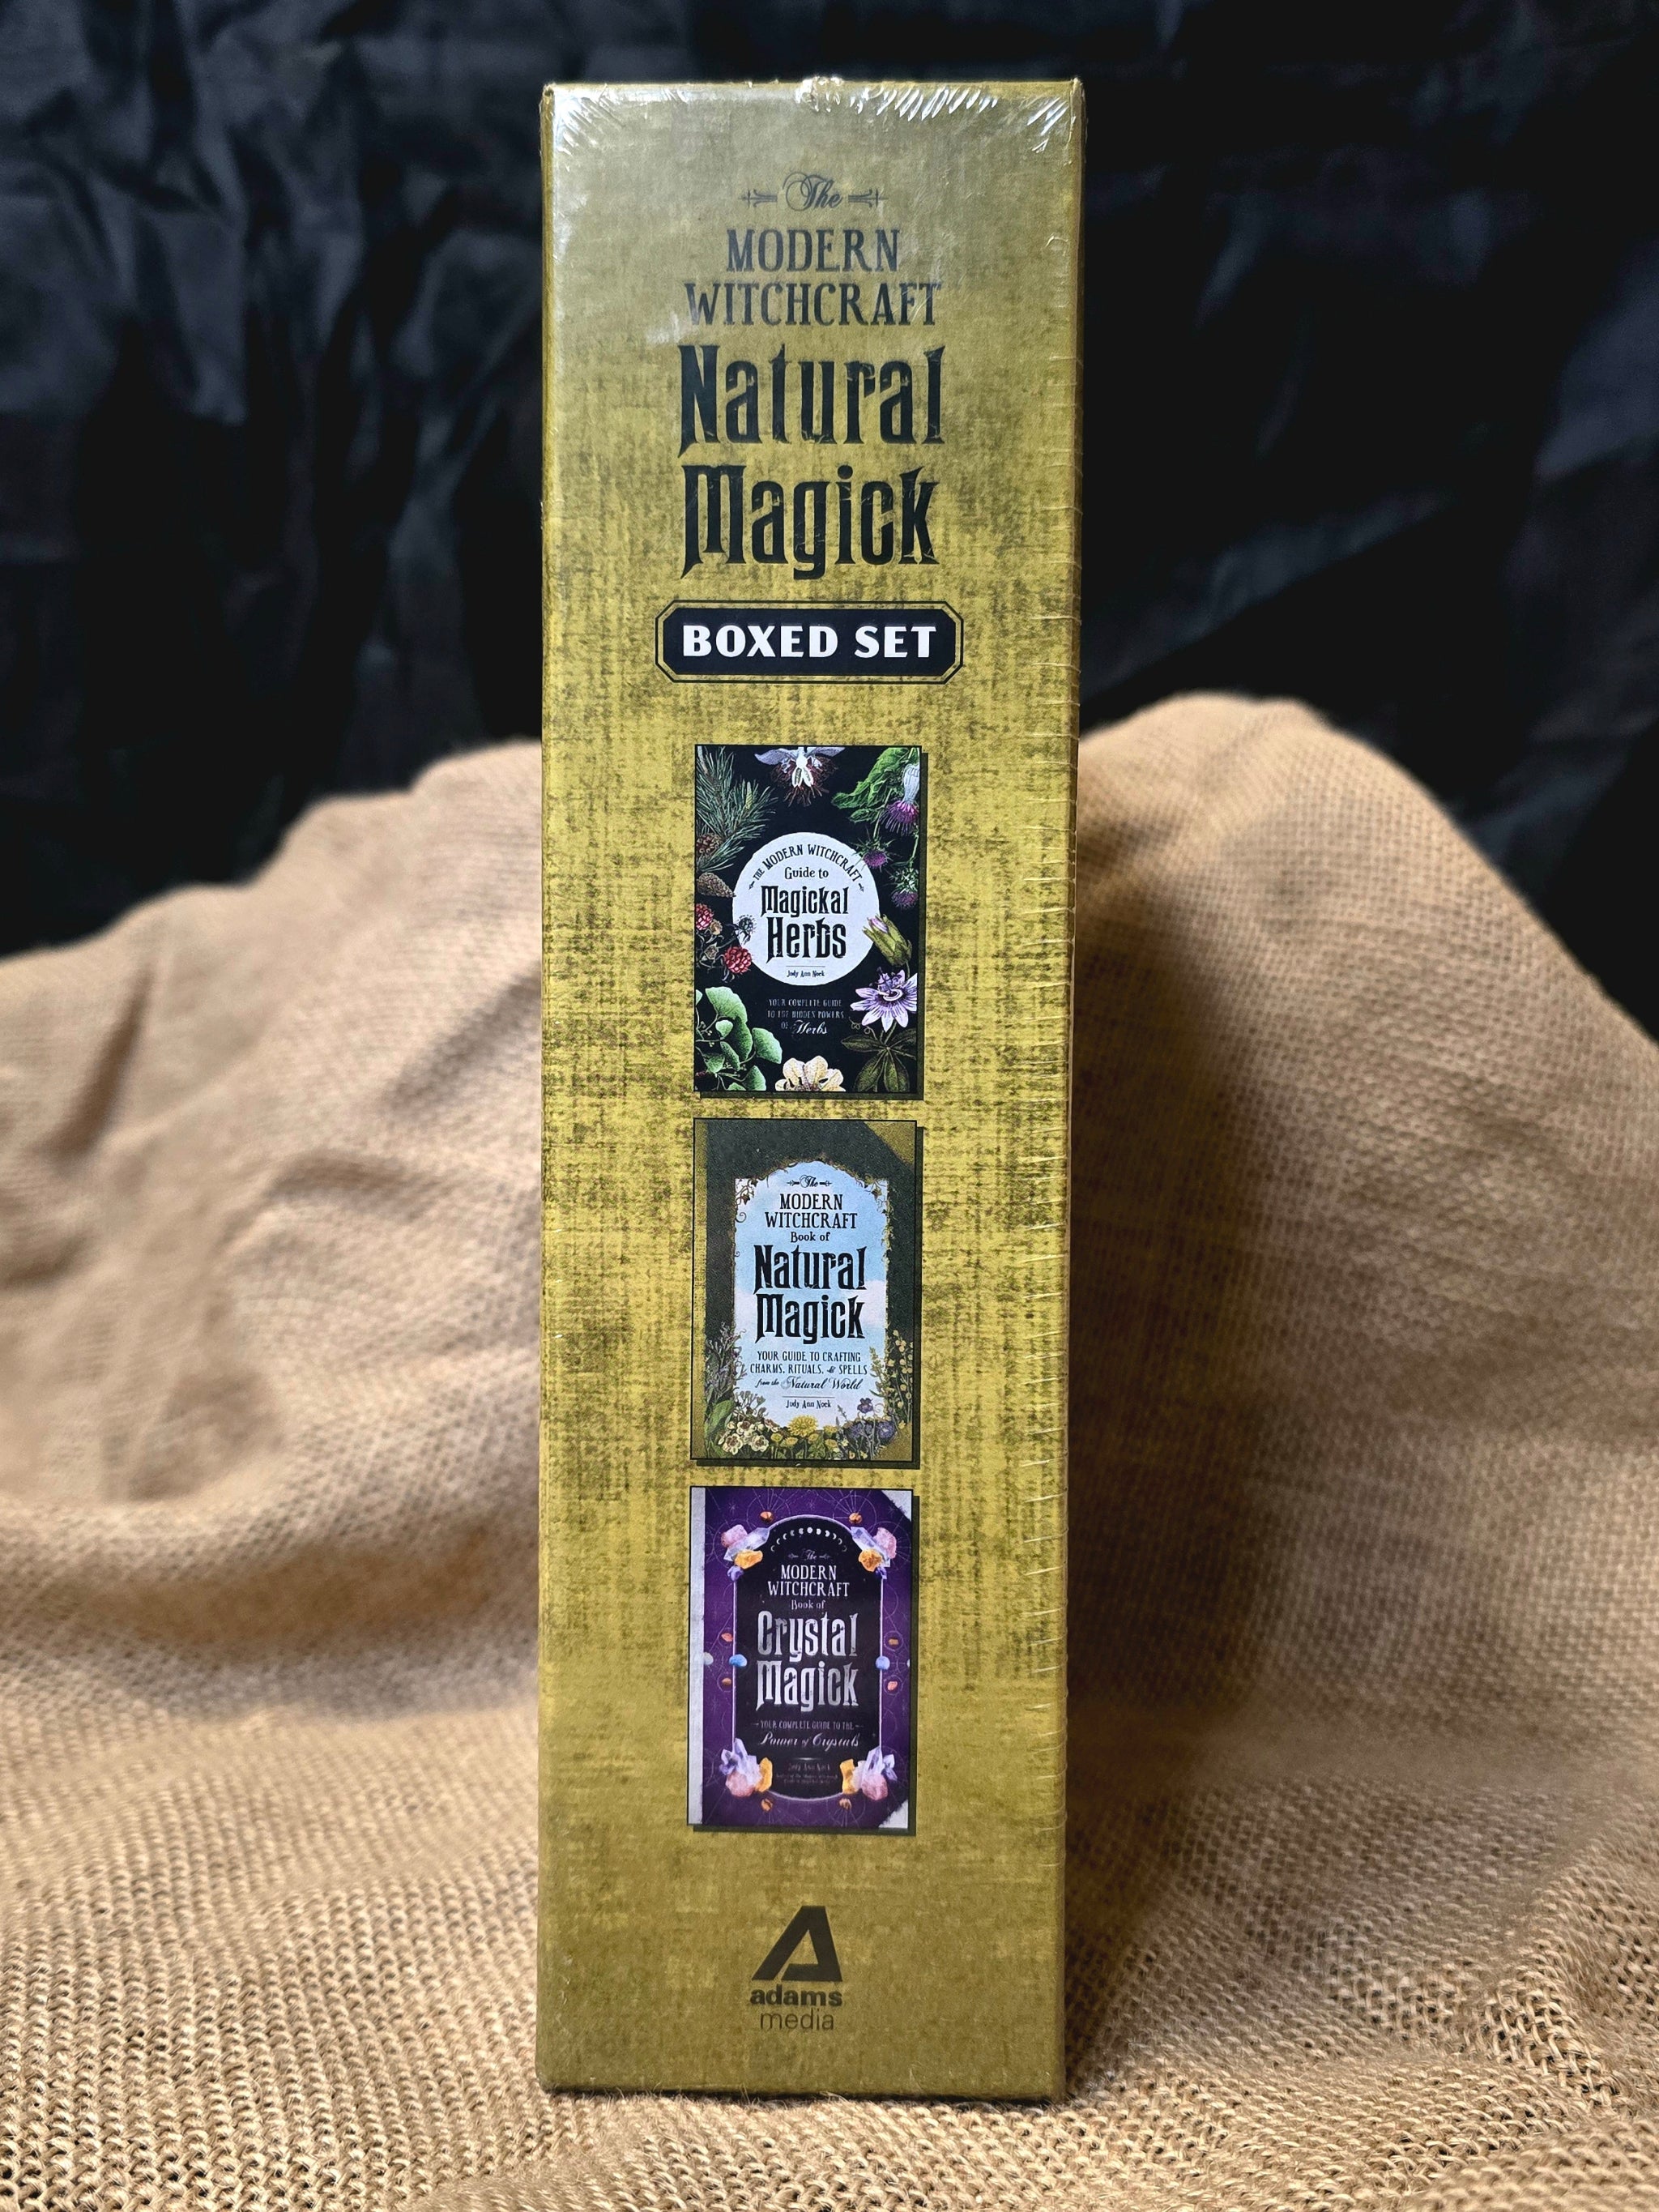 The
MODERN
WITCHCRAFT
Natural
Magick
BOXED SET
THE MODERN WITCHCRAFT
Guide to
Magickal
Herbs
Judy Ann Nock
YOUR COMPLETE GUIDE
TO THE HIDDEN POWERS
OF Herbs
The
MODERN
WITCHCRAFT
Book of
Natural
Magick
YOUR GUIDE TO CRAFTING
CHARMS, RITUALS, & SPELLS
from the Natural World
Judy Ann Nock
The
MODERN
WITCHCRAFT
Book of
Crystal
Magick
YOUR COMPLETE GUIDE TO THE
Power of Crystals
Judy Ann Nock
adams
media